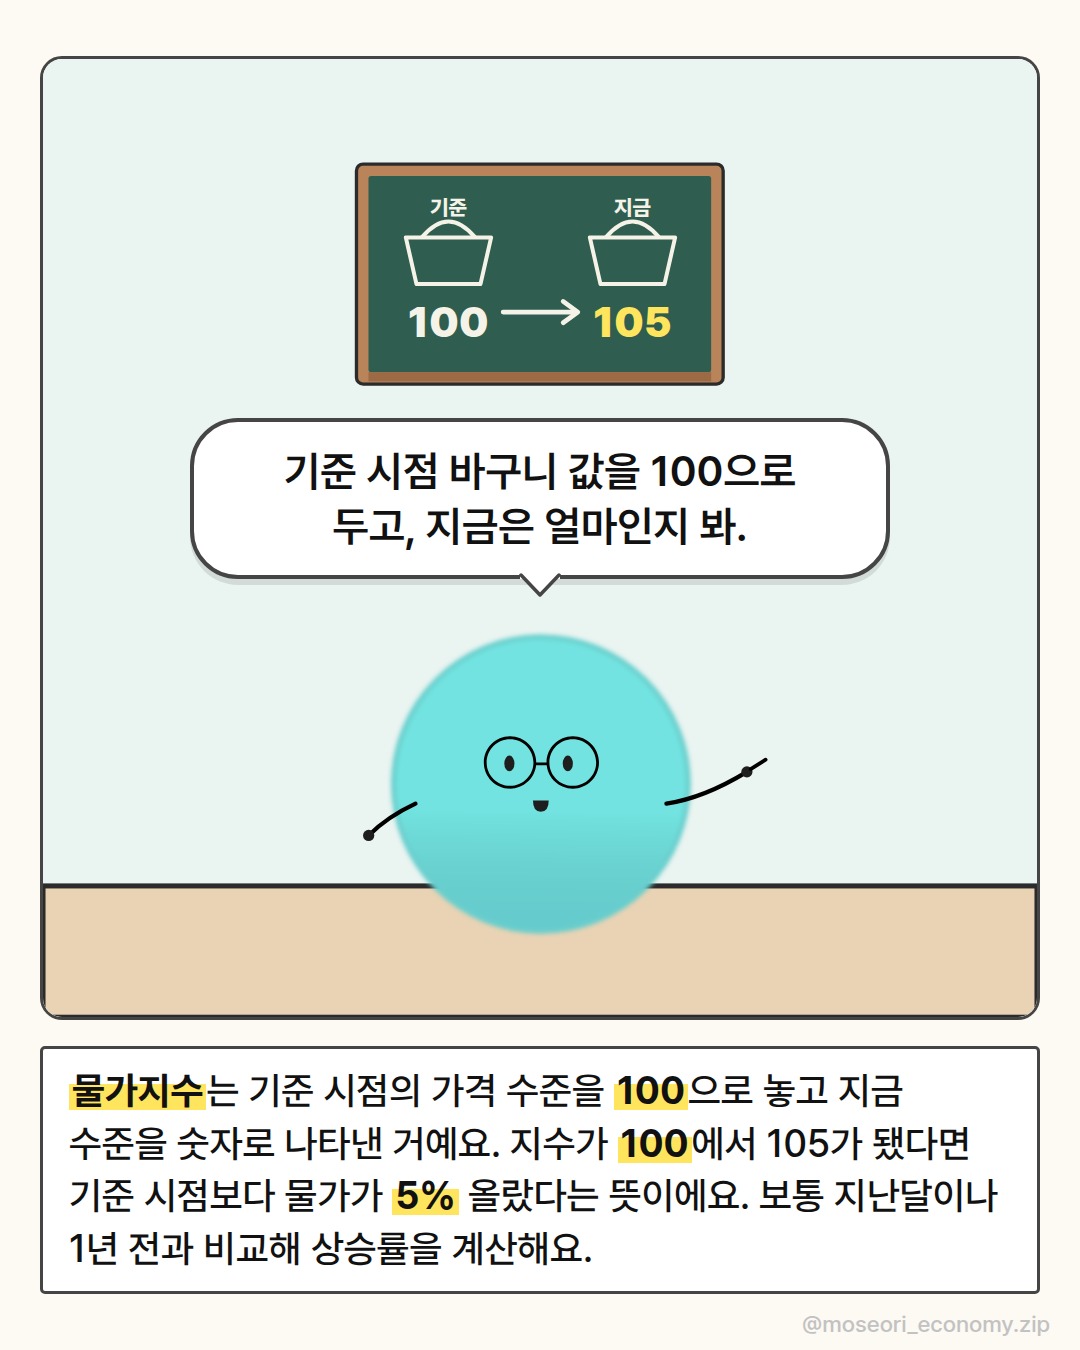 기준 지금
100 → 105
기준 시점 바구니 값을 100으로
두고, 지금은 얼마인지 봐.
물가지수는 기준 시점의 가격 수준을 100으로 놓고 지금
수준을 숫자로 나타낸 거예요. 지수가 100에서 105가 됐다면
기준 시점보다 물가가 5% 올랐다는 뜻이에요. 보통 지난달이나
1년 전과 비교해 상승률을 계산해요.
@moseori_economy.zip